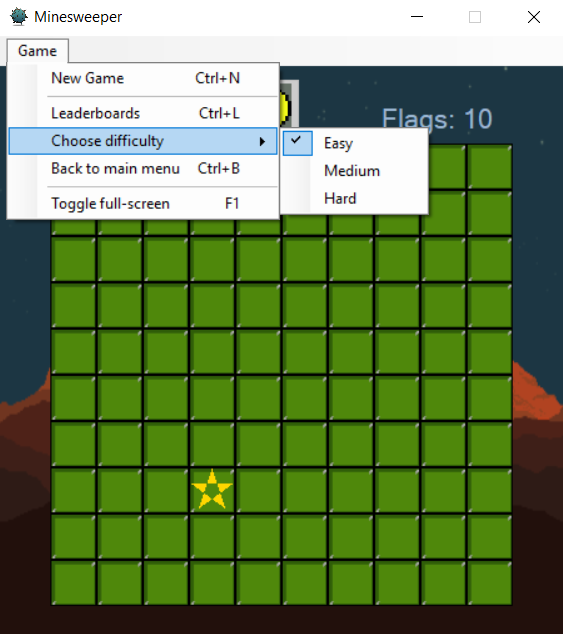 Minesweeper
Game
New Game Ctrl+N
Leaderboards Ctrl+L
Flags: 10
Choose difficulty
Easy
Back to main menu Ctrl+B
Medium
Hard
Toggle full-screen F1